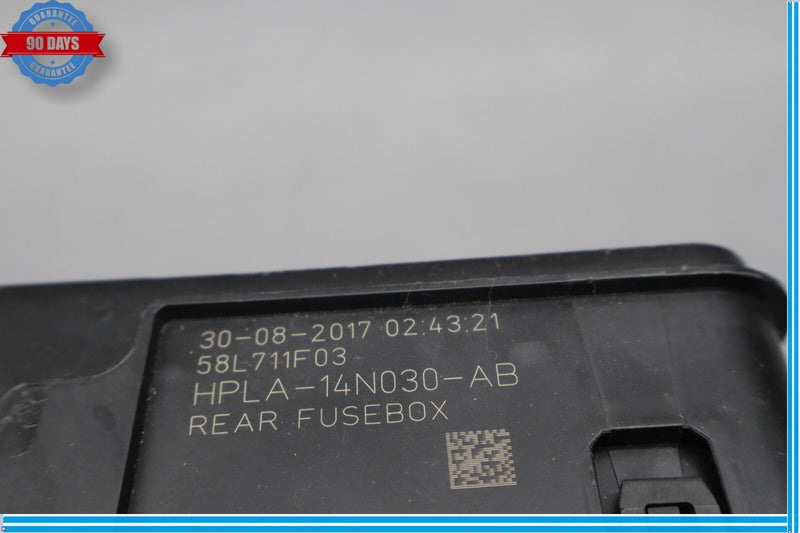 GUARANTEE
90 DAYS
GUARANTEE
30-08-2017 02:43:21
58L711F03
HPLA-14N030-AB
REAR FUSEBOX